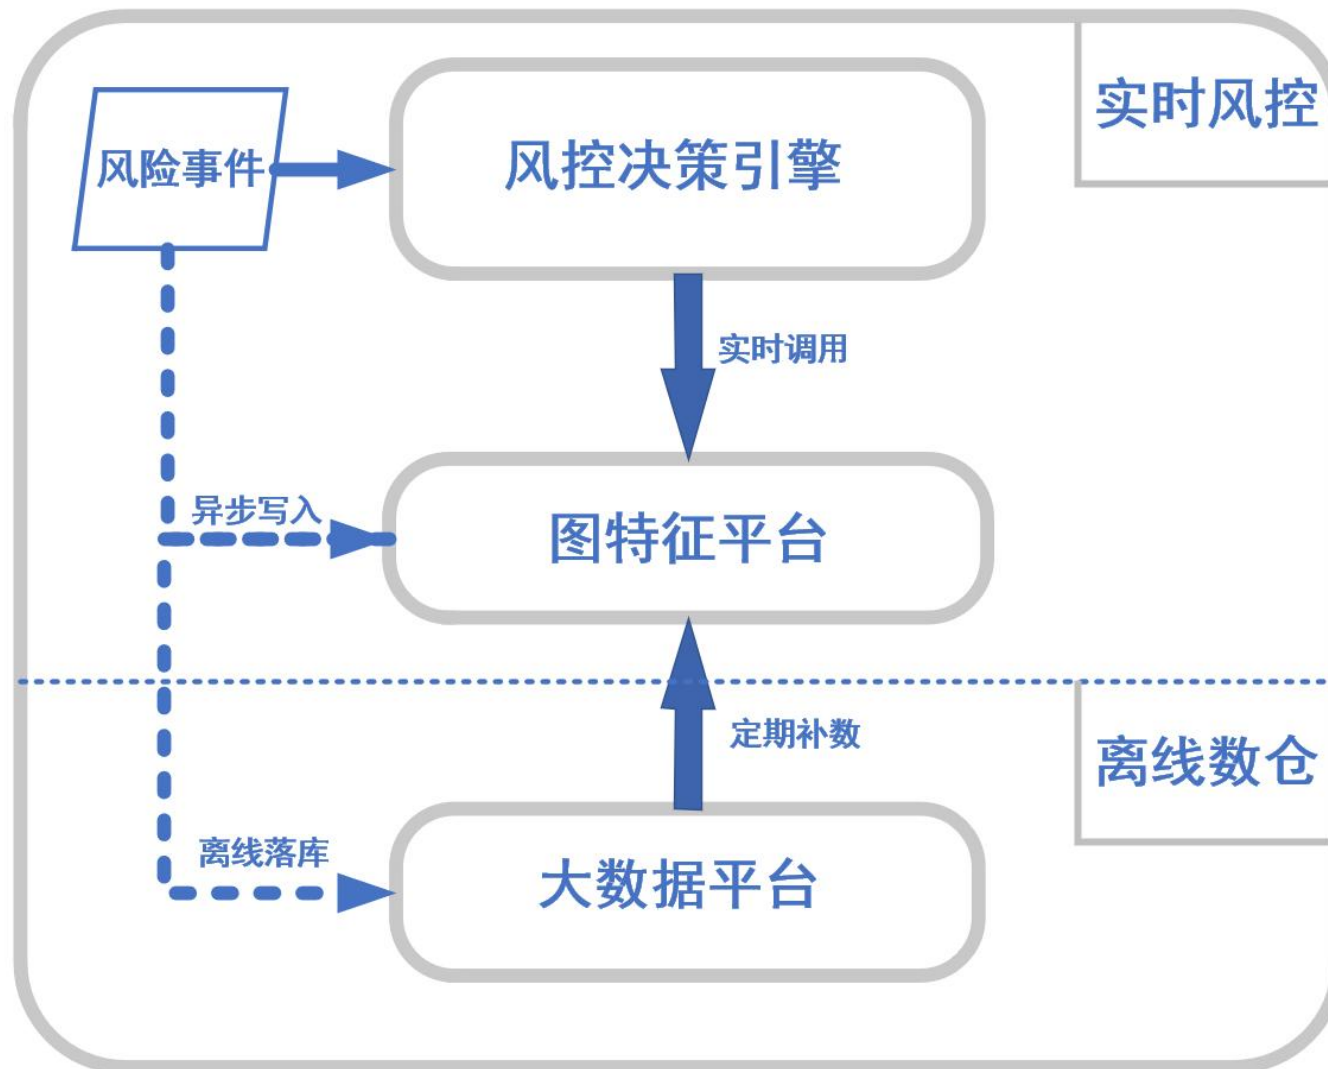 实时风控
风险事件
风控决策引擎
实时调用
异步写入
图特征平台
定期补数
离线数仓
离线落库
大数据平台